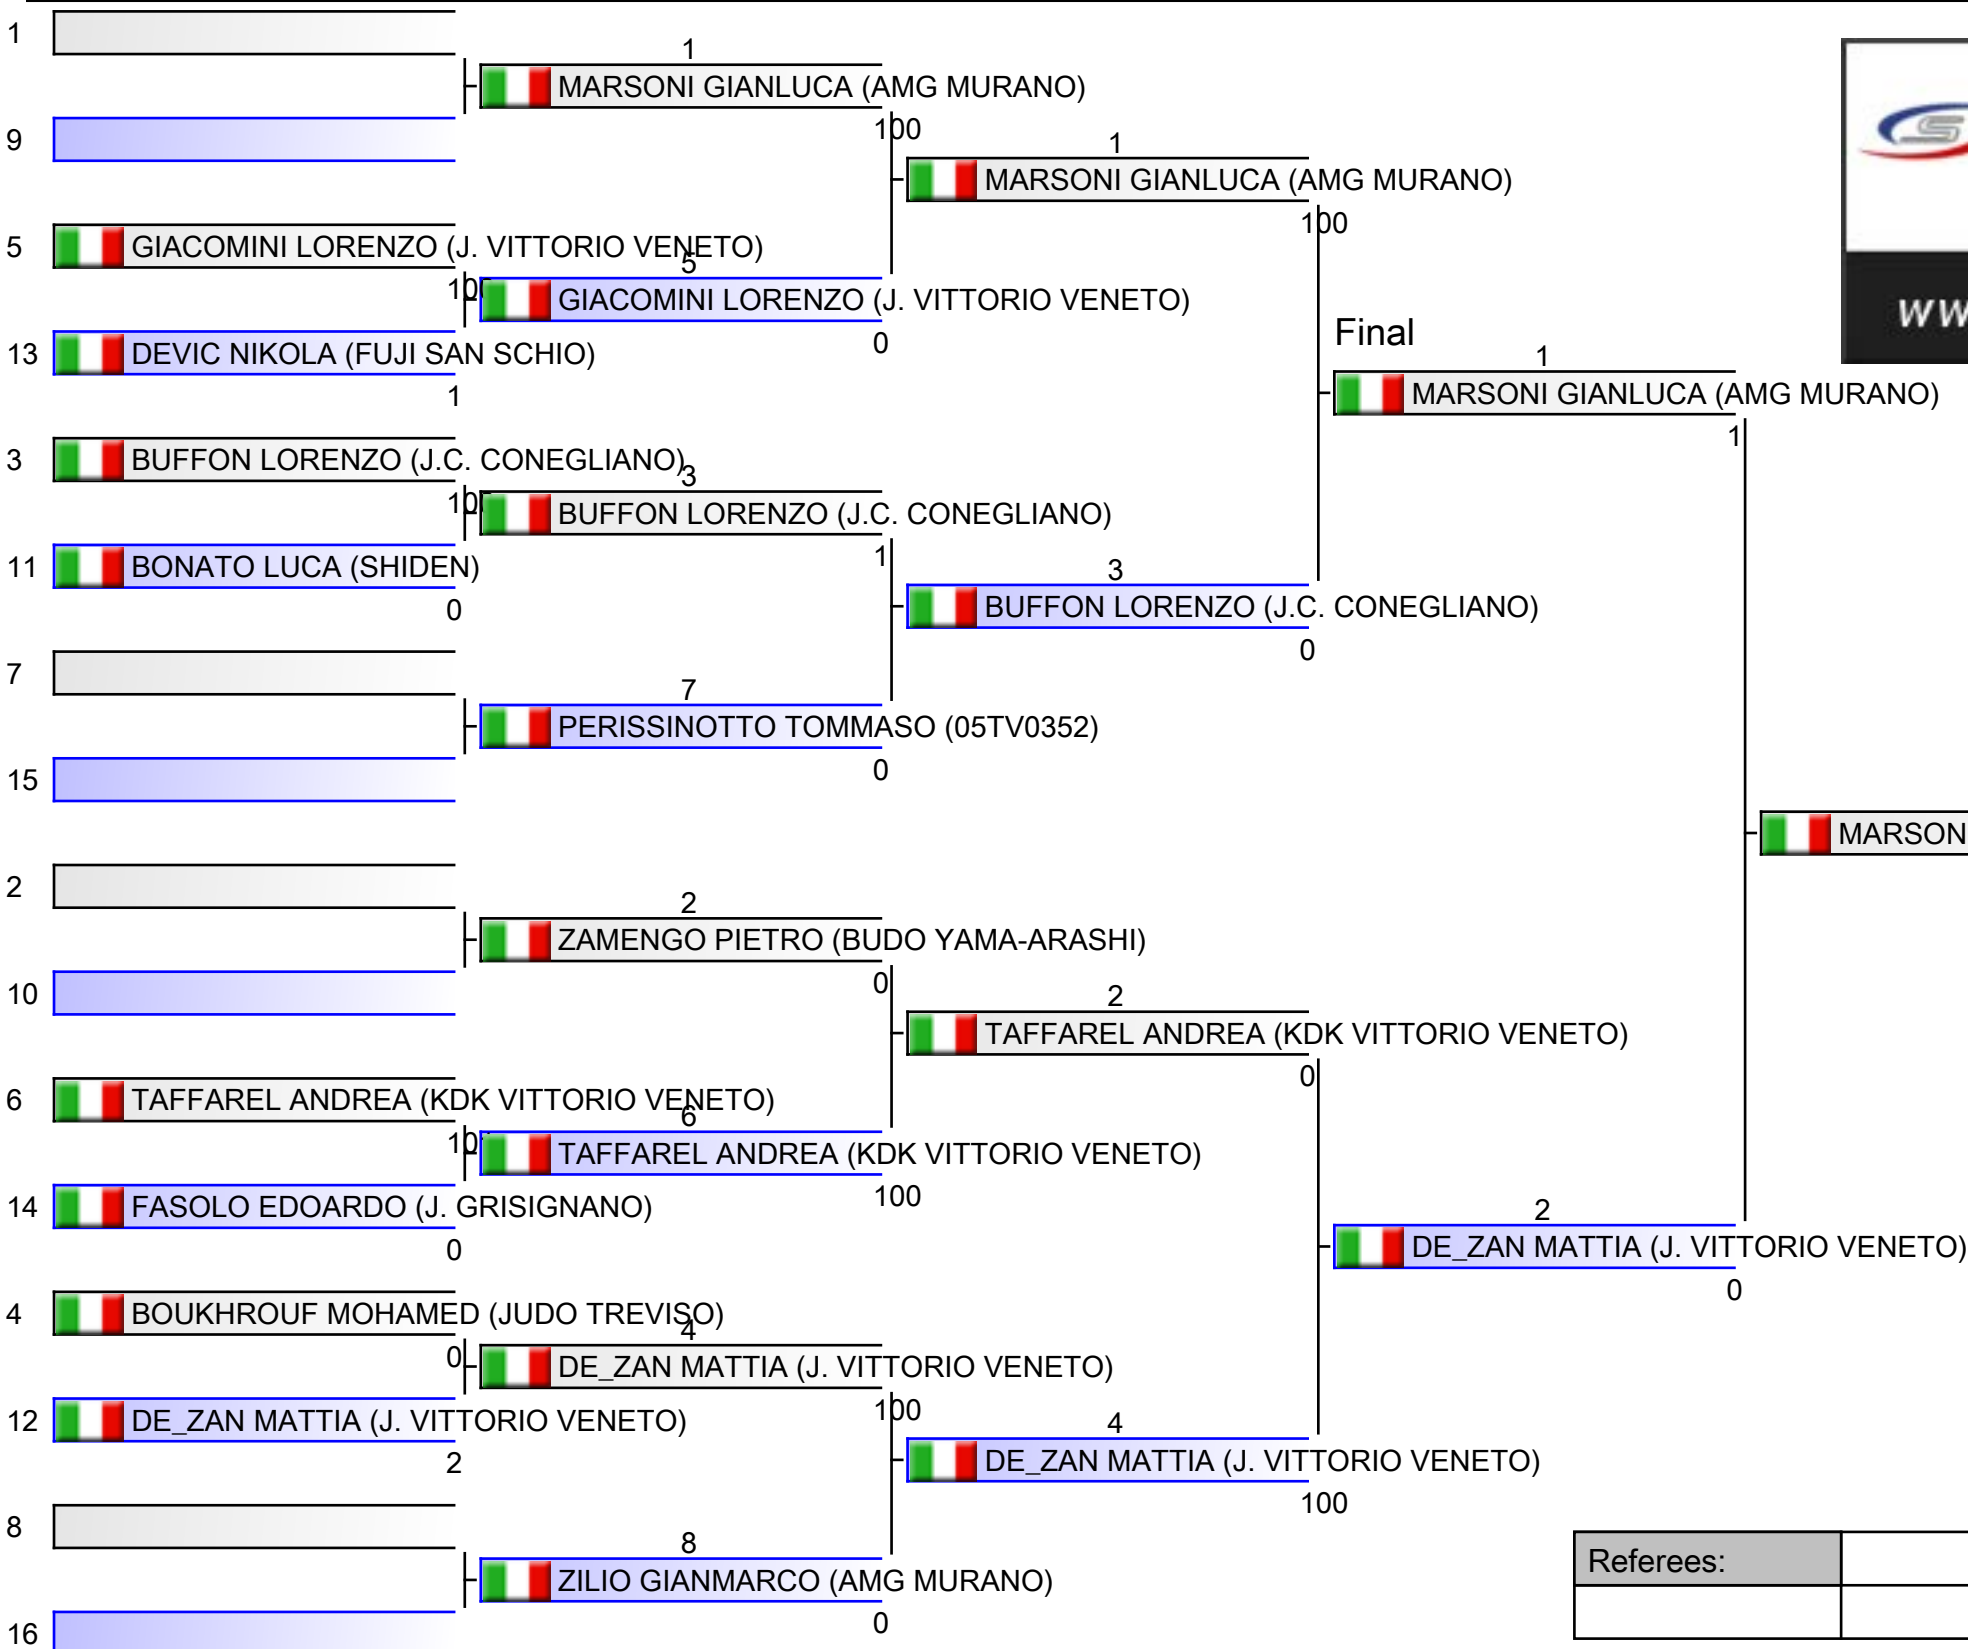 1
1
MARSONI GIANLUCA (AMG MURANO)
100
9
1
MARSONI GIANLUCA (AMG MURANO)
100
5
GIACOMINI LORENZO (J. VITTORIO VENETO)
5
GIACOMINI LORENZO (J. VITTORIO VENETO)
0
13
DEVIC NIKOLA (FUJI SAN SCHIO)
1
WW
Final
1
MARSONI GIANLUCA (AMG MURANO)
1
3
BUFFON LORENZO (J.C. CONEGLIANO)
3
BUFFON LORENZO (J.C. CONEGLIANO)
1
11
BONATO LUCA (SHIDEN)
0
3
BUFFON LORENZO (J.C. CONEGLIANO)
0
7
7
PERISSINOTTO TOMMASO (05TV0352)
0
15
MARSON
2
2
ZAMENGO PIETRO (BUDO YAMA-ARASHI)
0
10
2
TAFFAREL ANDREA (KDK VITTORIO VENETO)
0
6
TAFFAREL ANDREA (KDK VITTORIO VENETO)
6
TAFFAREL ANDREA (KDK VITTORIO VENETO)
100
14
FASOLO EDOARDO (J. GRISIGNANO)
0
2
DE_ZAN MATTIA (J. VITTORIO VENETO)
0
4
BOUKHROUF MOHAMED (JUDO TREVISO)
0
4
DE_ZAN MATTIA (J. VITTORIO VENETO)
100
12
DE_ZAN MATTIA (J. VITTORIO VENETO)
2
4
DE_ZAN MATTIA (J. VITTORIO VENETO)
100
8
8
ZILIO GIANMARCO (AMG MURANO)
0
16
Referees: